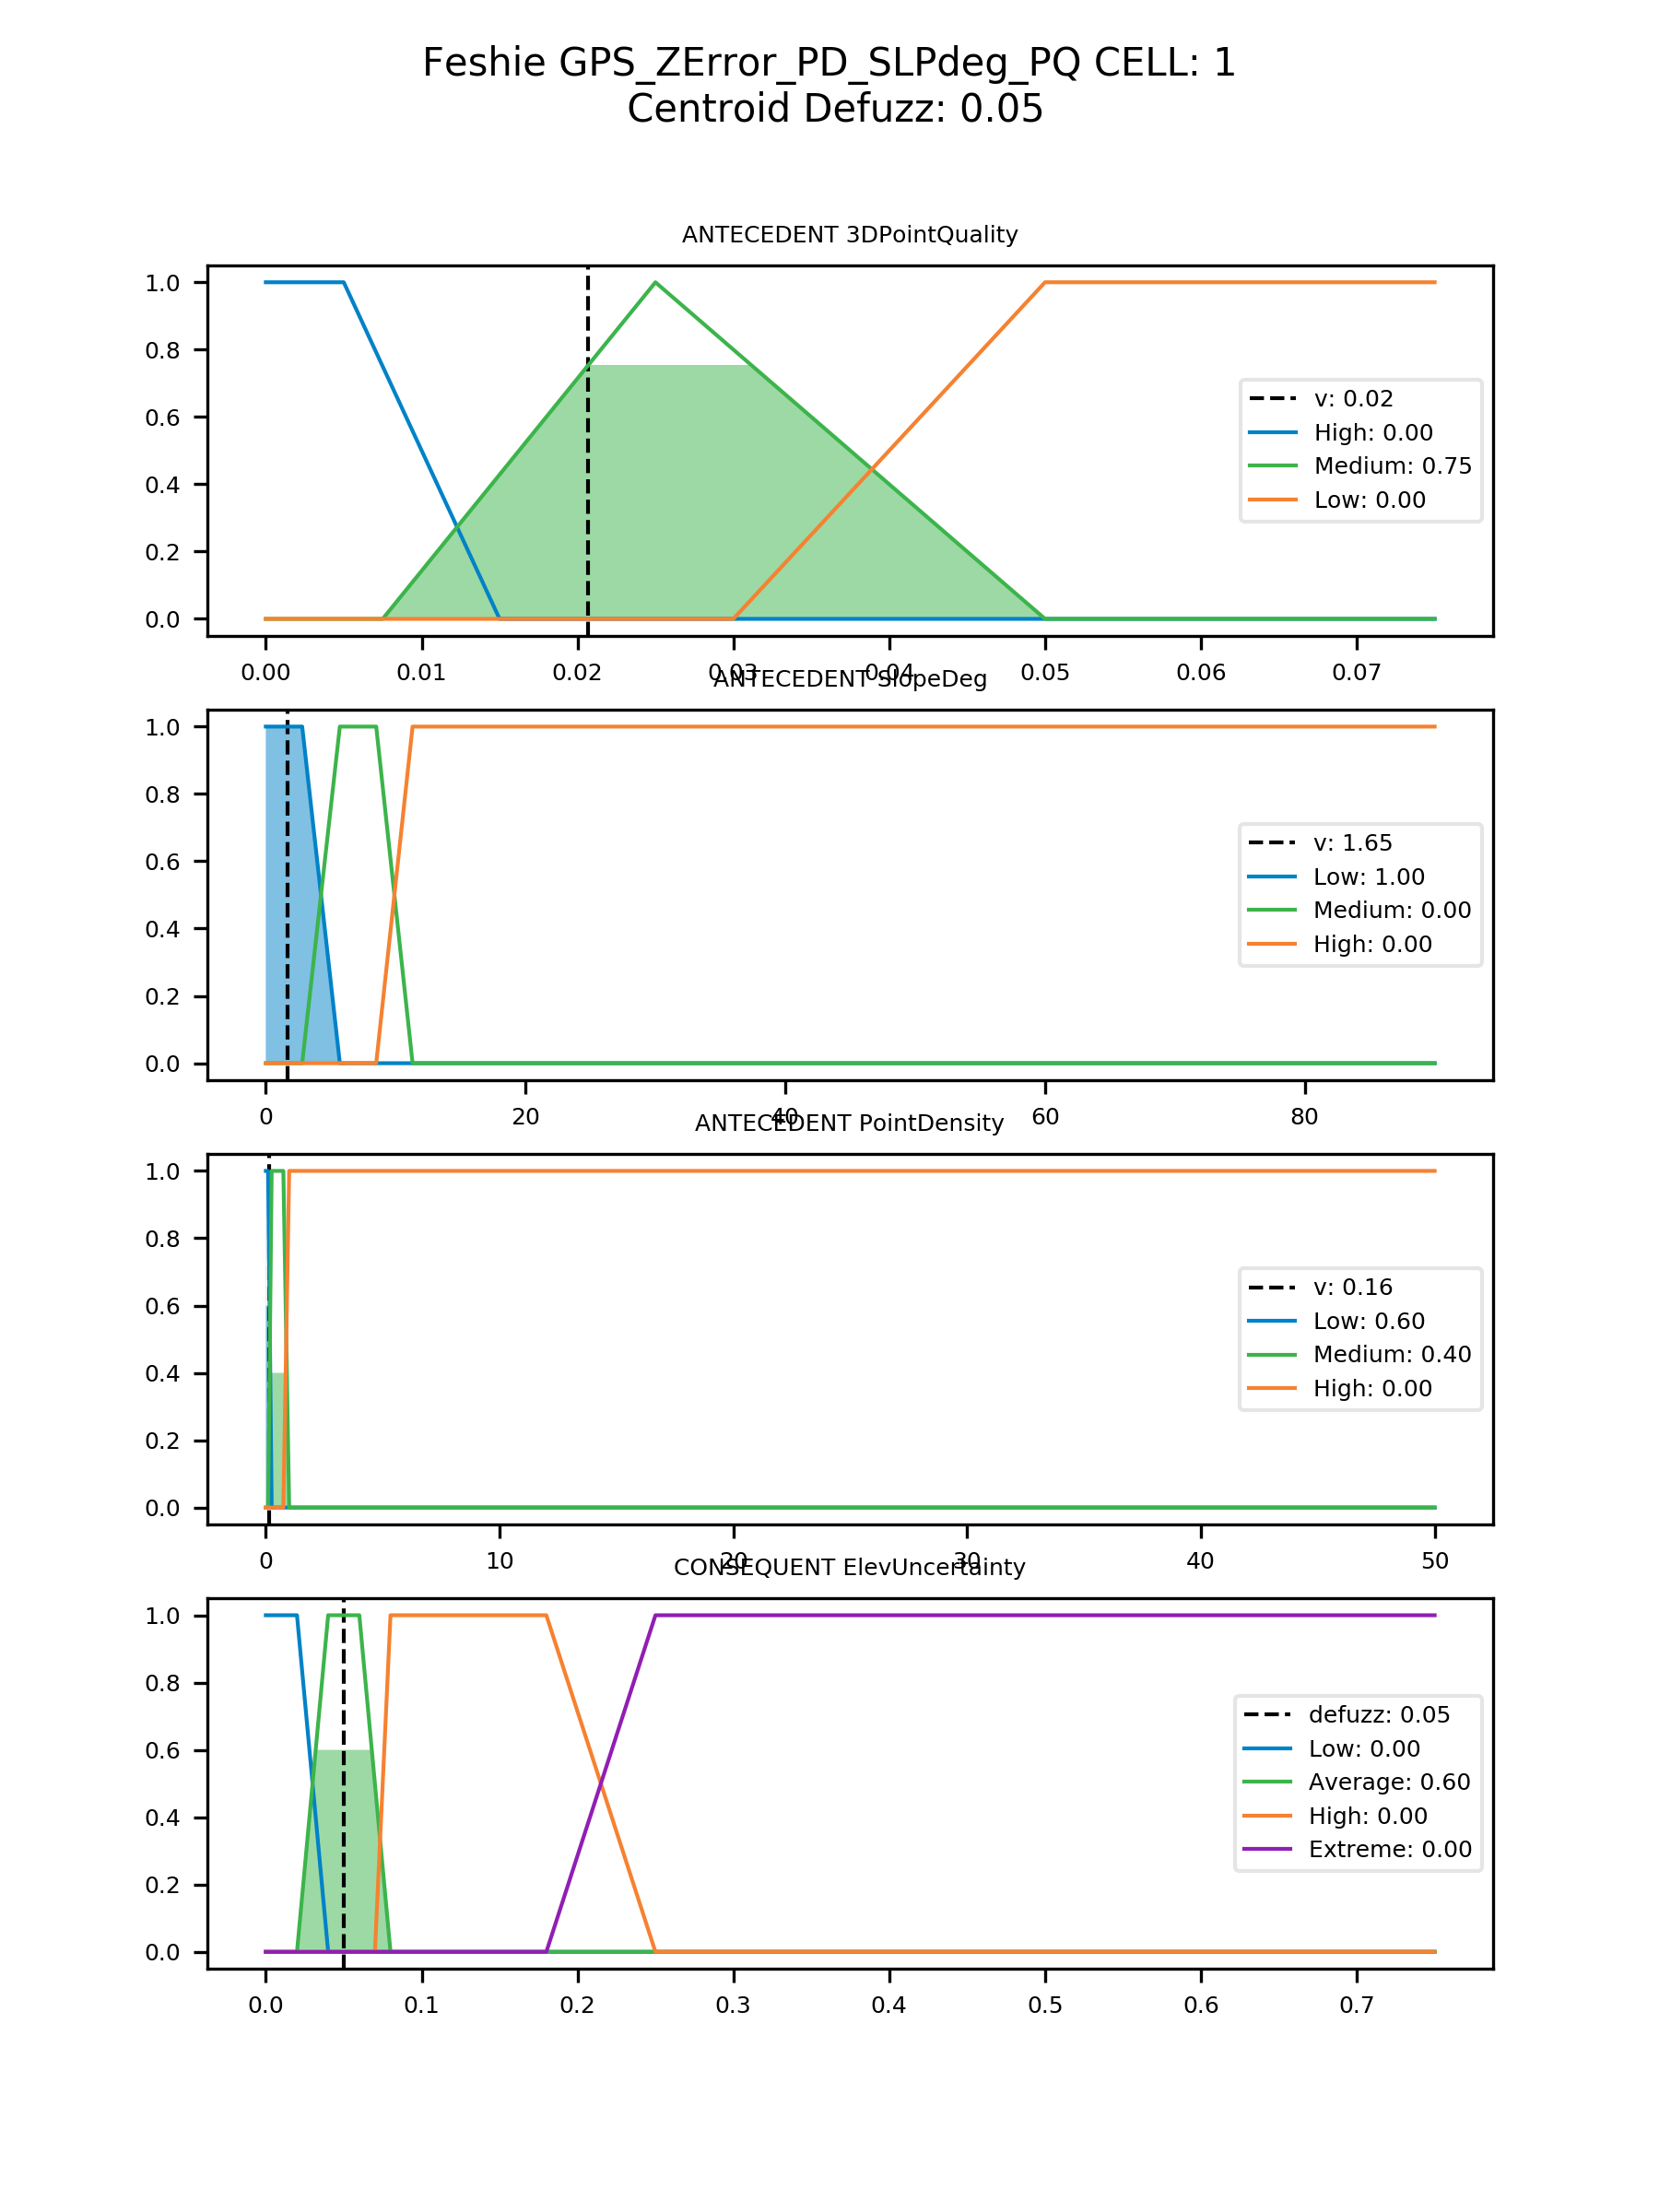 Feshie GPS_ZError_PD_SLPdeg_PQ CELL: 1
Centroid Defuzz: 0.05
ANTECEDENT 3DPointQuality
1.0
0.8
0.6
0.4
0.2
0.0
v: 0.02
High: 0.00
Medium: 0.75
Low: 0.00
0.00 0.01 0.02 0.03 0.04 0.05 0.06 0.07
ANTECEDENT SlopeDeg
1.0
0.8
0.6
0.4
0.2
0.0
v: 1.65
Low: 1.00
Medium: 0.00
High: 0.00
0 20 40 60 80
ANTECEDENT PointDensity
1.0
0.8
0.6
0.4
0.2
0.0
v: 0.16
Low: 0.60
Medium: 0.40
High: 0.00
0 10 20 30 40 50
CONSEQUENT ElevUncertainty
1.0
0.8
0.6
0.4
0.2
0.0
defuzz: 0.05
Low: 0.00
Average: 0.60
High: 0.00
Extreme: 0.00
0.0 0.1 0.2 0.3 0.4 0.5 0.6 0.7